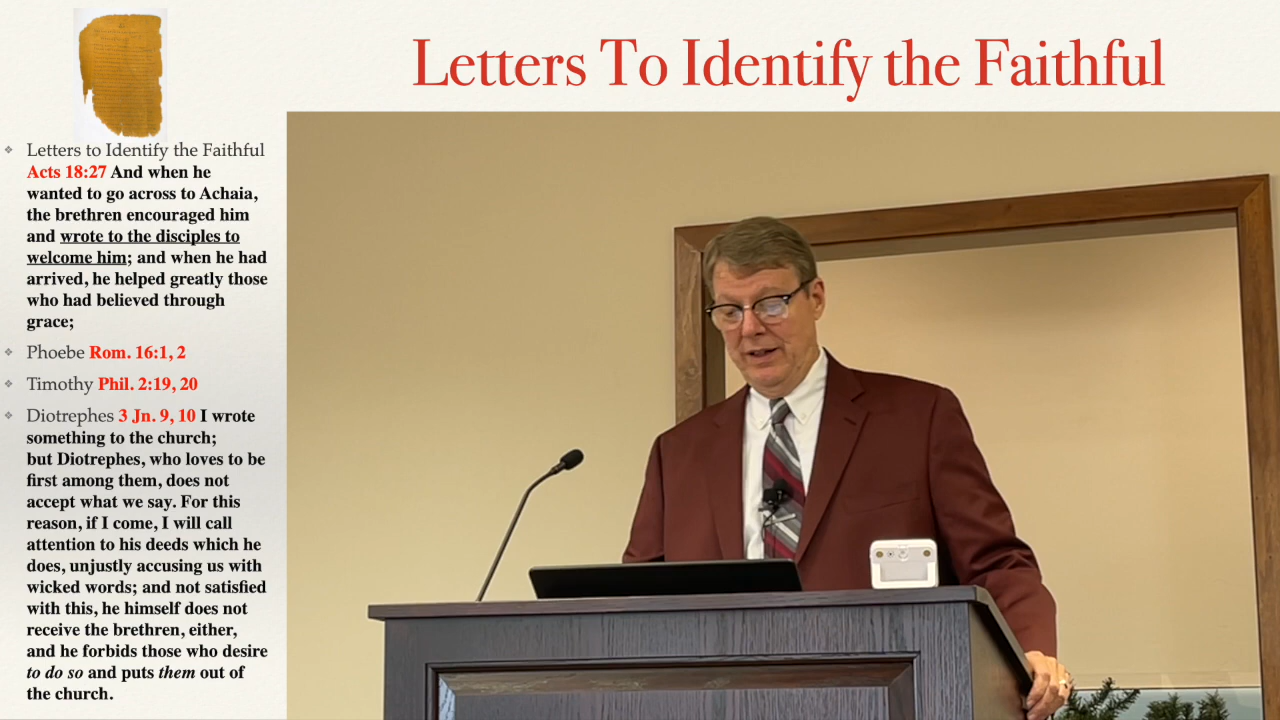 Letters To Identify the Faithful
Letters to Identify the Faithful
Acts 18:27 And when he
wanted to go across to Achaia,
the brethren encouraged him
and wrote to the disciples to
welcome him; and when he had
arrived, he helped greatly those
who had believed through
grace;
Phoebe Rom. 16:1, 2
Timothy Phil. 2:19, 20
Diotrephes 3 Jn. 9, 10 I wrote
something to the church;
but Diotrephes, who loves to be
first among them, does not
accept what we say. For this
reason, if I come, I will call
attention to his deeds which he
does, unjustly accusing us with
wicked words; and not satisfied
with this, he himself does not
receive the brethren, either,
and he forbids those who desire
to do so and puts them out of
the church.